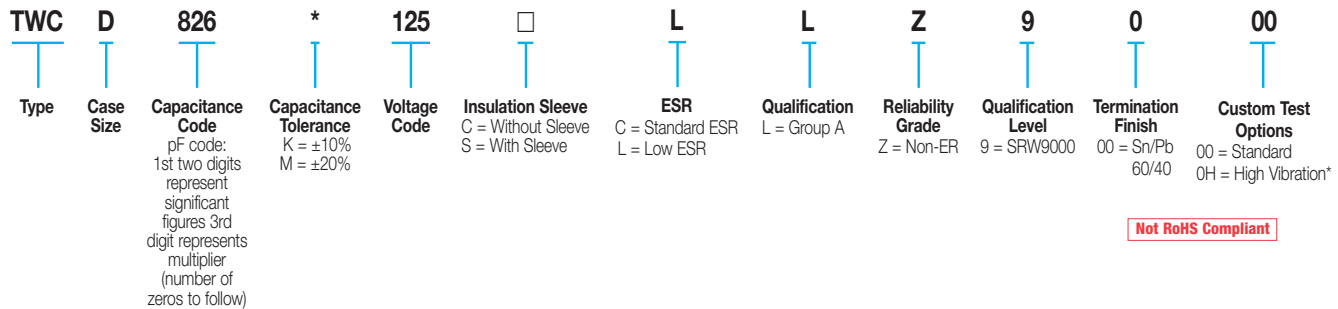 TWC D 826 * 125 □ L L Z 9 0 00
Type
Case
Size
Capacitance
Code
pF code:
1st two digits
represent
significant
figures 3rd
digit represents
multiplier
(number of
zeros to follow)
Capacitance
Tolerance
K = ±10%
M = ±20%
Voltage
Code
Insulation Sleeve
C = Without Sleeve
S = With Sleeve
ESR
C = Standard ESR
L = Low ESR
Qualification
L = Group A
Reliability
Grade
Z = Non-ER
Qualification
Level
9 = SRW9000
Termination
Finish
00 = Sn/Pb
60/40
Custom Test
Options
00 = Standard
0H = High Vibration*
Not RoHS Compliant